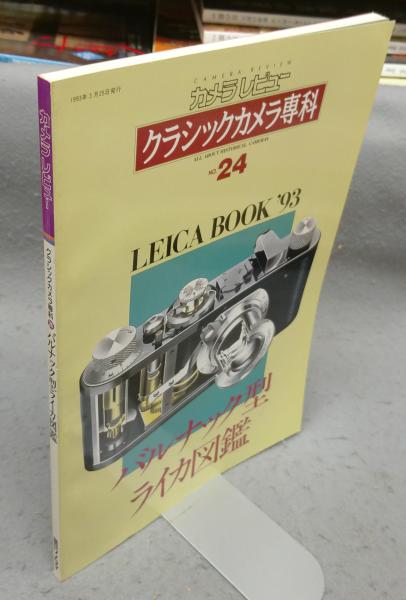 1993年3月25日発行
CAMERA REVIEW
カメラレビュー
クラシックカメラ専科
ALL ABOUT HISTORICAL CAMERAS
NO.24
LEICA BOOK '93
バルナック型
ライカ図鑑
カメラレビュー
クラシックカメラ専科 バルナック型ライカ図鑑